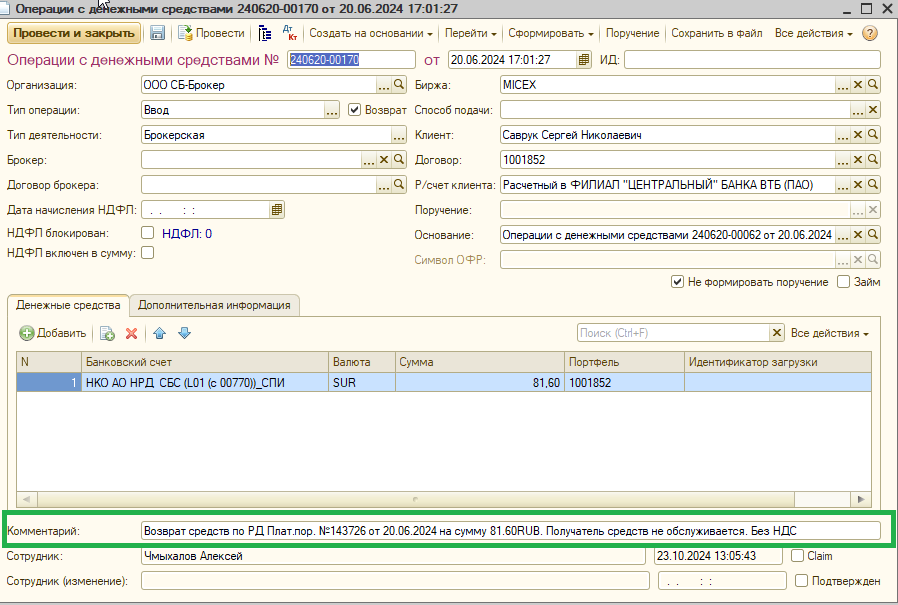 Операции с денежными средствами 240620-00170 от 20.06.2024 17:01:27
Провести и закрыть Провести Дт Кт Создать на основании Перейти Сформировать Поручение Сохранить в файл Все действия ?
Операции с денежными средствами № 240620-00170 от 20.06.2024 17:01:27 ИД:
Организация: ООО СБ-Брокер ... Биржа: MICEX ...
Тип операции: Ввод ... Возврат Способ подачи: ...
Тип деятельности: Брокерская ... Клиент: Саврук Сергей Николаевич ...
Брокер: ... Договор: 1001852 ...
Договор брокера: ... Р/счет клиента: Расчетный в ФИЛИАЛ "ЦЕНТРАЛЬНЫЙ" БАНКА ВТБ (ПАО) ...
Дата начисления НДФЛ: . . : : Поручение: ...
НДФЛ блокирован: НДФЛ: 0 Основание: Операции с денежными средствами 240620-00062 от 20.06.2024 ...
НДФЛ включен в сумму: Символ ОФР: ...
Не формировать поручение Займ
Денежные средства Дополнительная информация
Добавить Поиск (Ctrl+F) Все действия
N Банковский счет Валюта Сумма Портфель Идентификатор загрузки
1 НКО АО НРД СБС (L01 (с 00770))_СПИ SUR 81,60 1001852
Комментарий: Возврат средств по РД Плат.пор. №143726 от 20.06.2024 на сумму 81.60RUB. Получатель средств не обслуживается. Без НДС
Сотрудник: Чмыхалов Алексей 23.10.2024 13:05:43 Claim
Сотрудник (изменение): . . : : Подтвержден